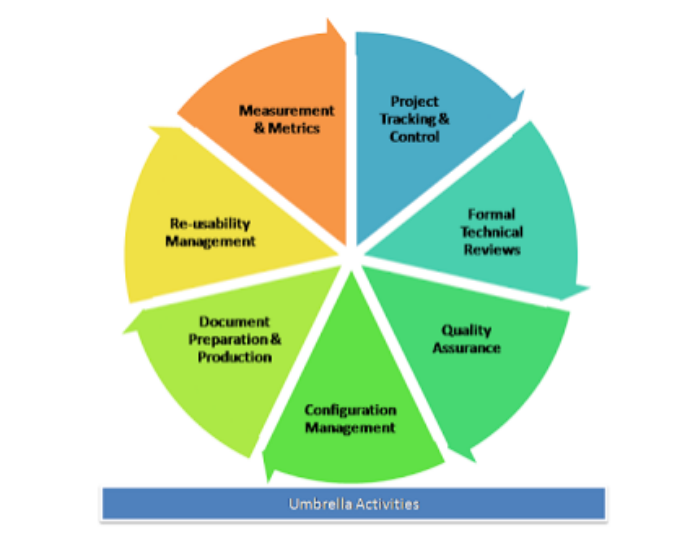 Project
Tracking &
Control
Formal
Technical
Reviews
Quality
Assurance
Configuration
Management
Document
Preparation &
Production
Re-usability
Management
Measurement
& Metrics
Umbrella Activities